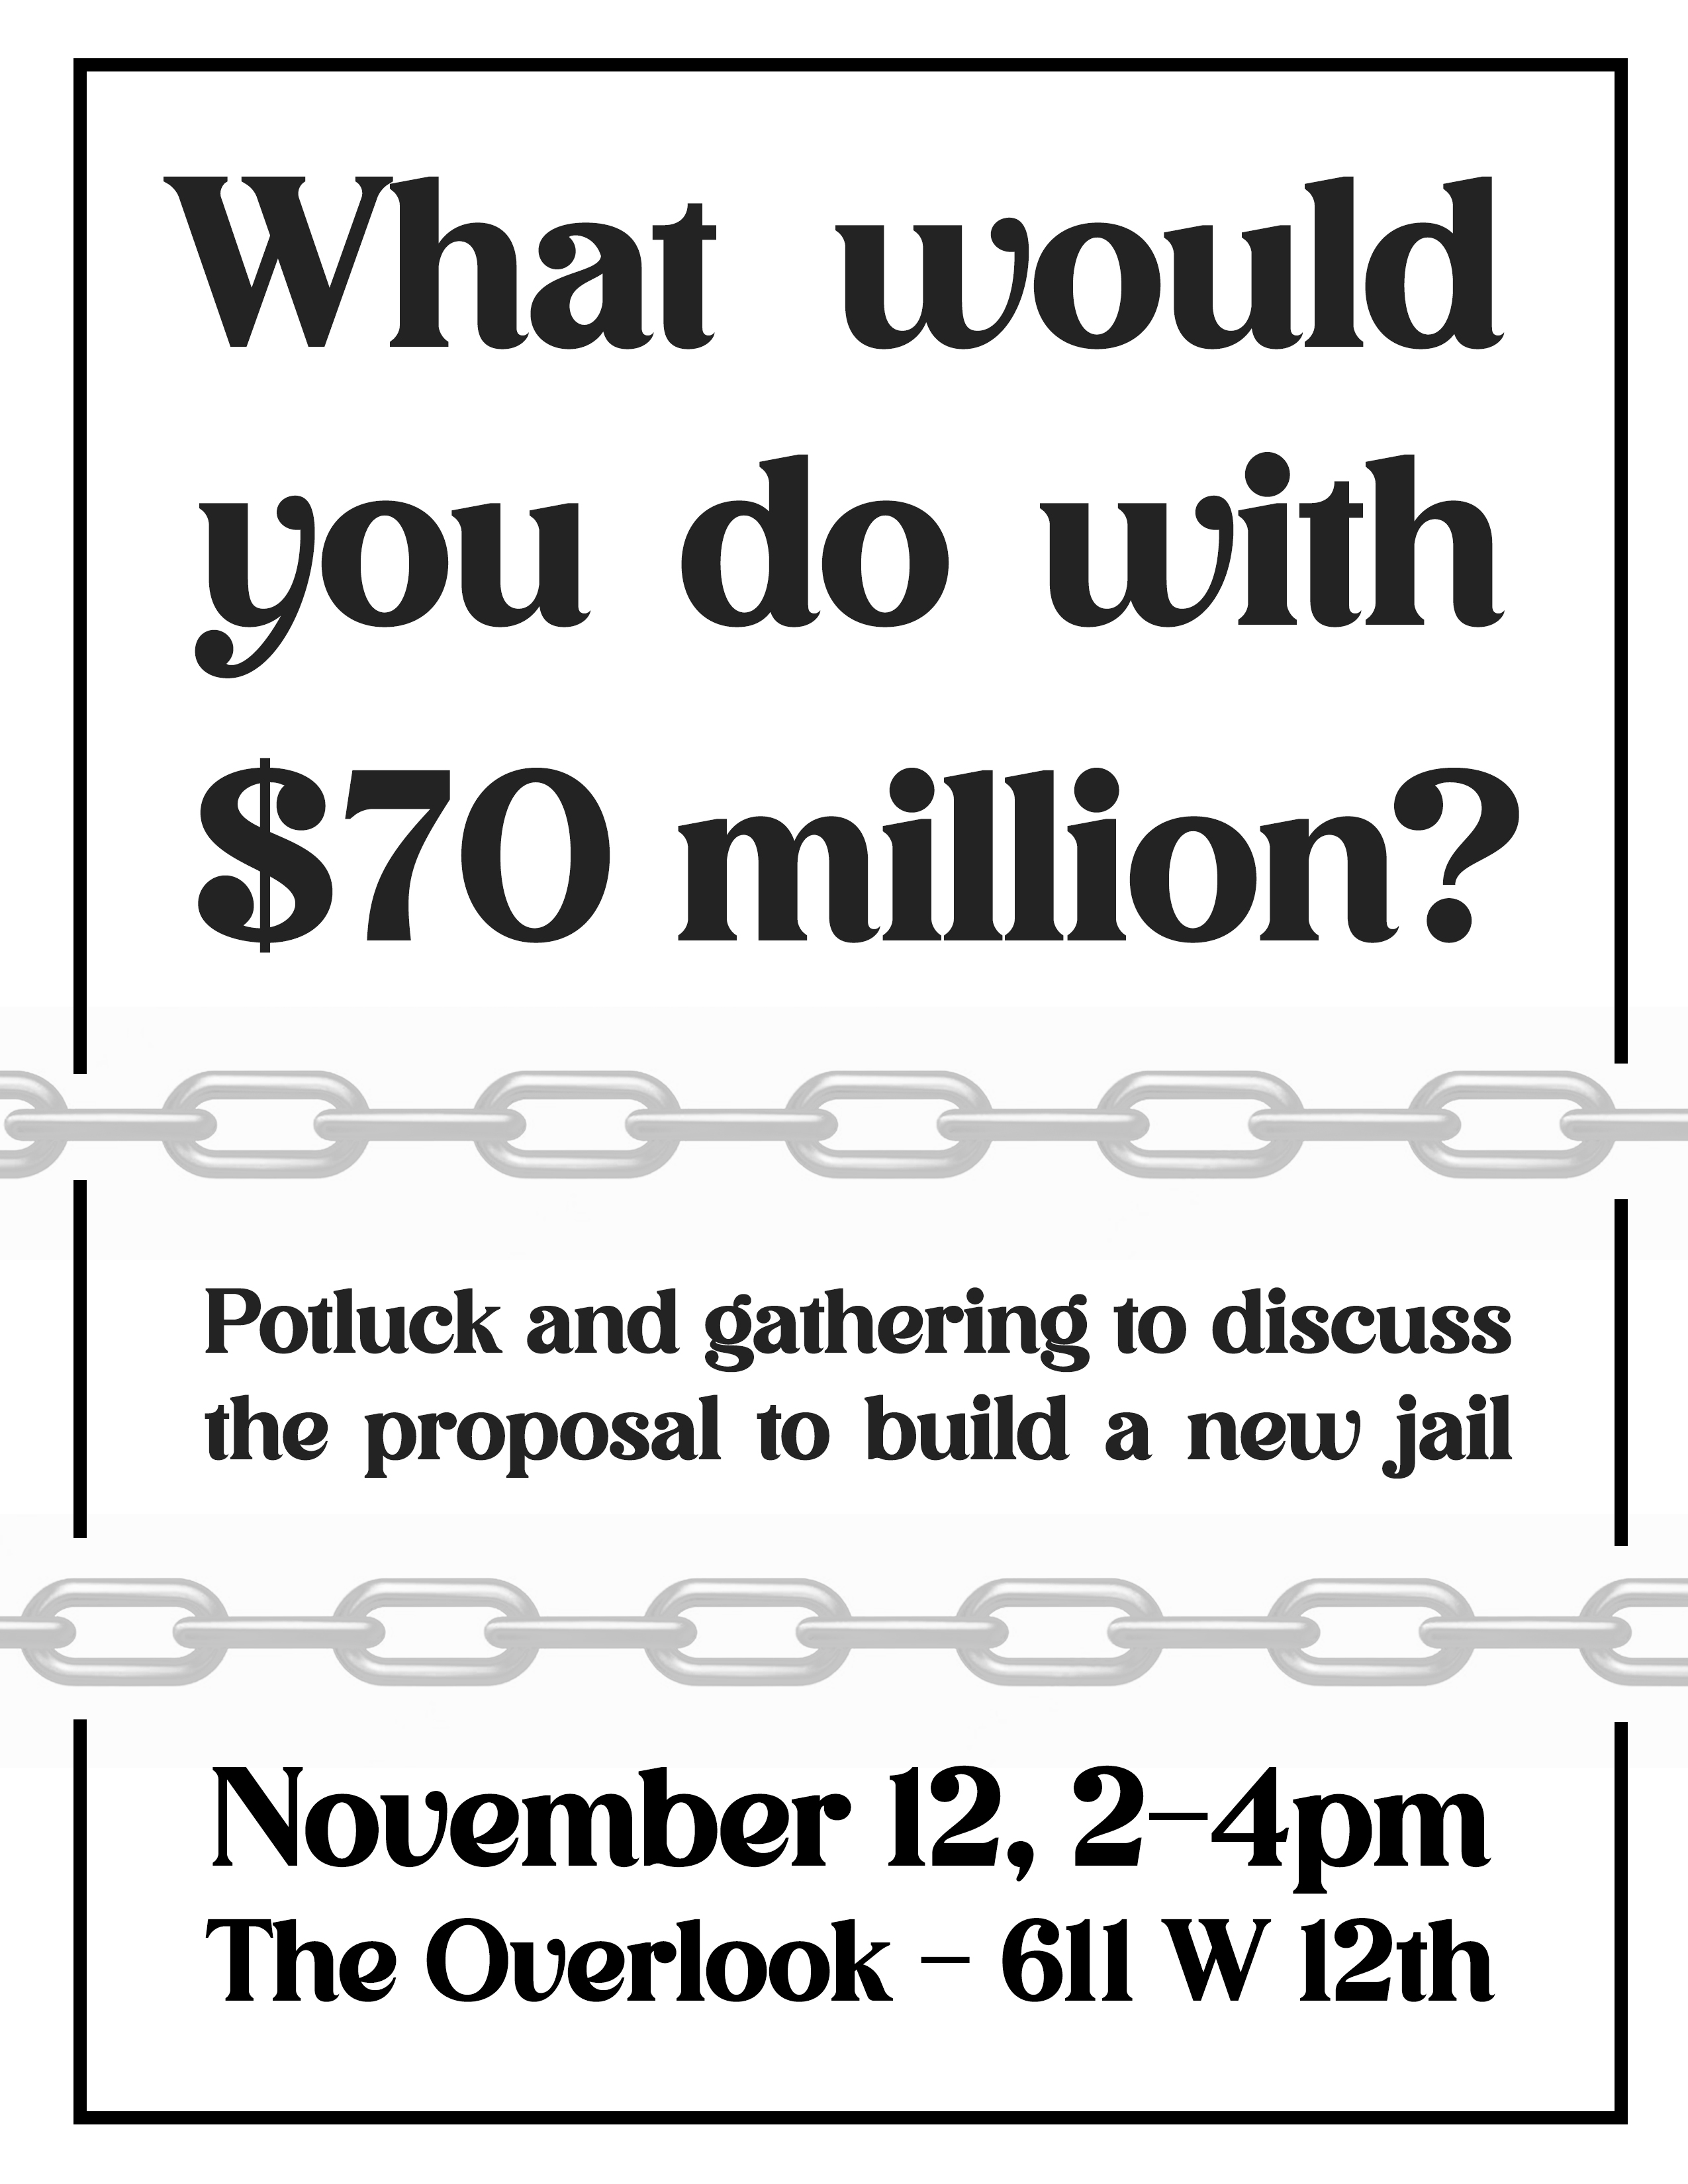 What would
you do with
$70 million?
Potluck and gathering to discuss
the proposal to build a new jail
November 12, 2–4pm
The Overlook – 611 W 12th